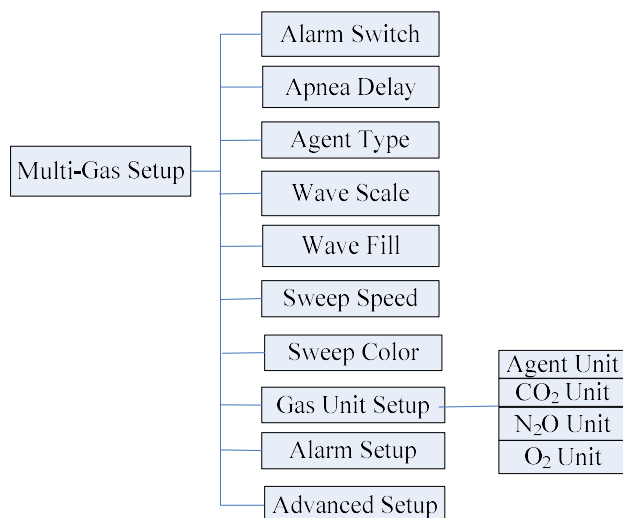 Multi-Gas Setup
Alarm Switch
Apnea Delay
Agent Type
Wave Scale
Wave Fill
Sweep Speed
Sweep Color
Gas Unit Setup
Agent Unit
CO₂ Unit
N₂O Unit
O₂ Unit
Alarm Setup
Advanced Setup